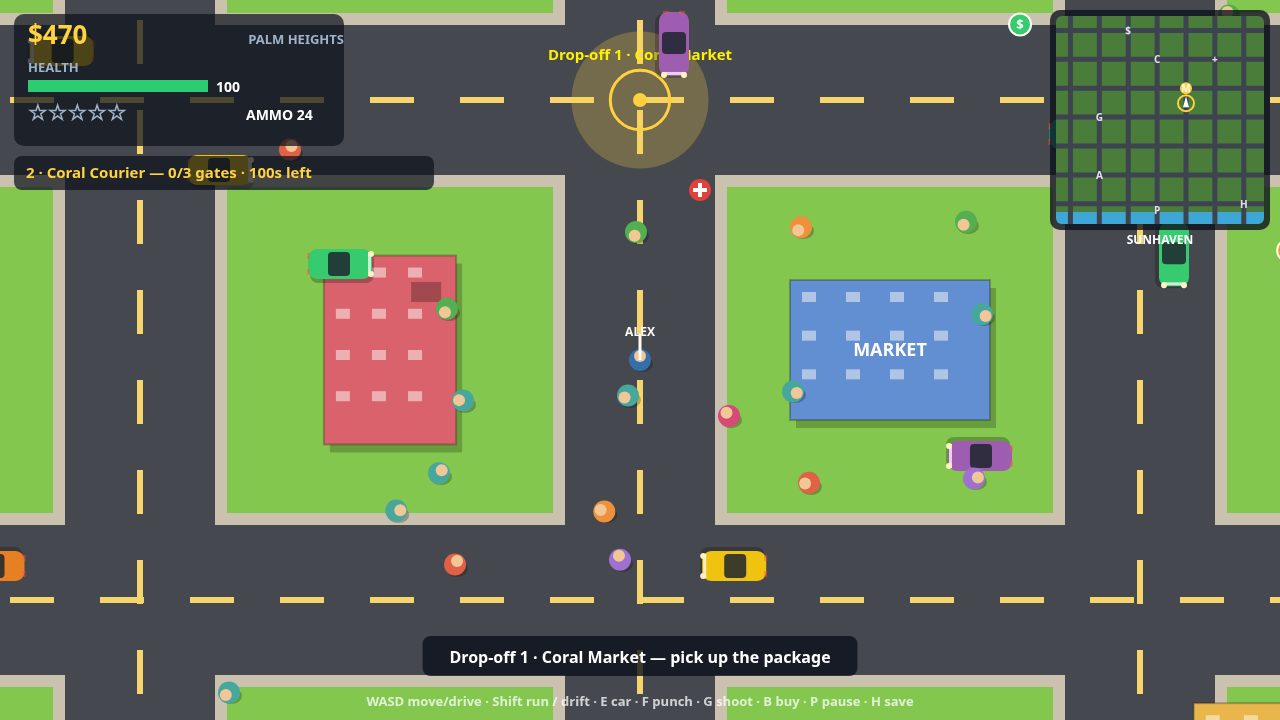 $470
PALM HEIGHTS
HEALTH
100
AMMO 24
2 · Coral Courier — 0/3 gates · 100s left
Drop-off 1 · Coral Market
$
$
C
+
M
G
A
P
H
SUNHAVEN
ALEX
MARKET
Drop-off 1 · Coral Market — pick up the package
WASD move/drive · Shift run / drift · E car · F punch · G shoot · B buy · P pause · H save